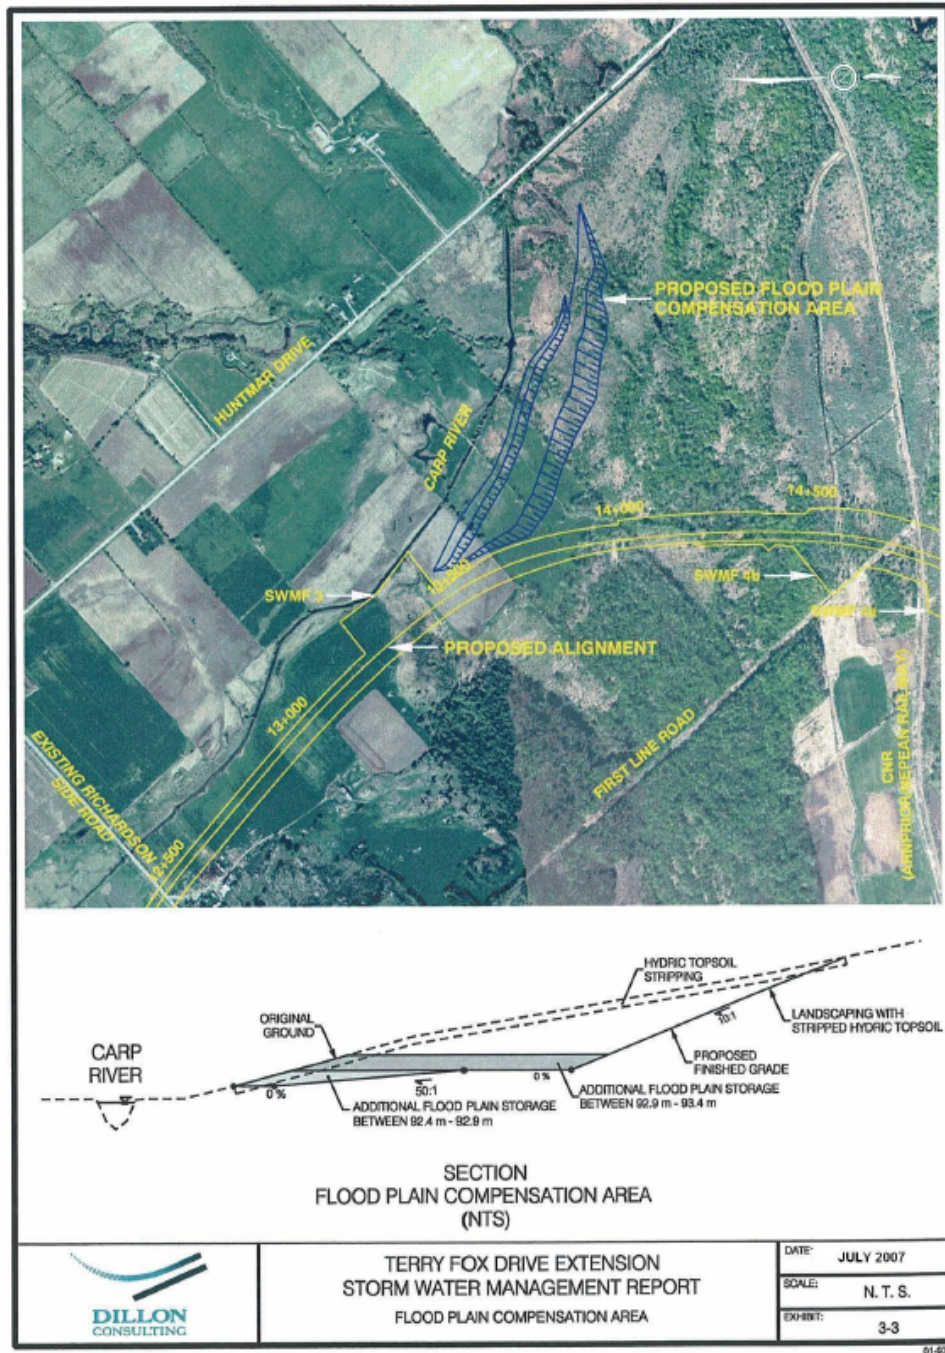 PROPOSED FLOOD PLAIN
COMPENSATION AREA
HUNTMAR DRIVE
CARP RIVER
14+000
14+500
SWMF 3
SWMF 4b
PROPOSED ALIGNMENT
13+000
FIRST LINE ROAD
EXISTING RICHARDSON
SIDE ROAD
12+500
CNR
(ARNPRIOR/NEPEAN RAILWAY)
HYDRIC TOPSOIL
STRIPPING
ORIGINAL
GROUND
10:1
LANDSCAPING WITH
STRIPPED HYDRIC TOPSOIL
CARP
RIVER
PROPOSED
FINISHED GRADE
0 %
50:1
0 %
ADDITIONAL FLOOD PLAIN STORAGE
BETWEEN 92.4 m - 92.9 m
ADDITIONAL FLOOD PLAIN STORAGE
BETWEEN 92.9 m - 93.4 m
SECTION
FLOOD PLAIN COMPENSATION AREA
(NTS)
DILLON
CONSULTING
TERRY FOX DRIVE EXTENSION
STORM WATER MANAGEMENT REPORT
FLOOD PLAIN COMPENSATION AREA
DATE: JULY 2007
SCALE: N. T. S.
EXHIBIT: 3-3